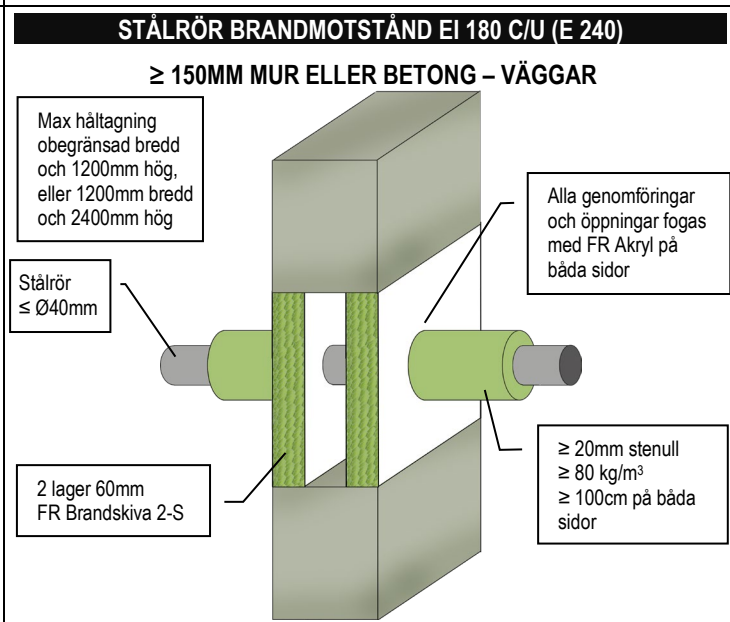 STÅLRÖR BRANDMOTSTÅND EI 180 C/U (E 240)
≥ 150MM MUR ELLER BETONG – VÄGGAR
Max håltagning
obegränsad bredd
och 1200mm hög,
eller 1200mm bredd
och 2400mm hög
Alla genomföringar
och öppningar fogas
med FR Akryl på
båda sidor
Stålrör
≤ Ø40mm
2 lager 60mm
FR Brandskiva 2-S
≥ 20mm stenull
≥ 80 kg/m³
≥ 100cm på båda
sidor